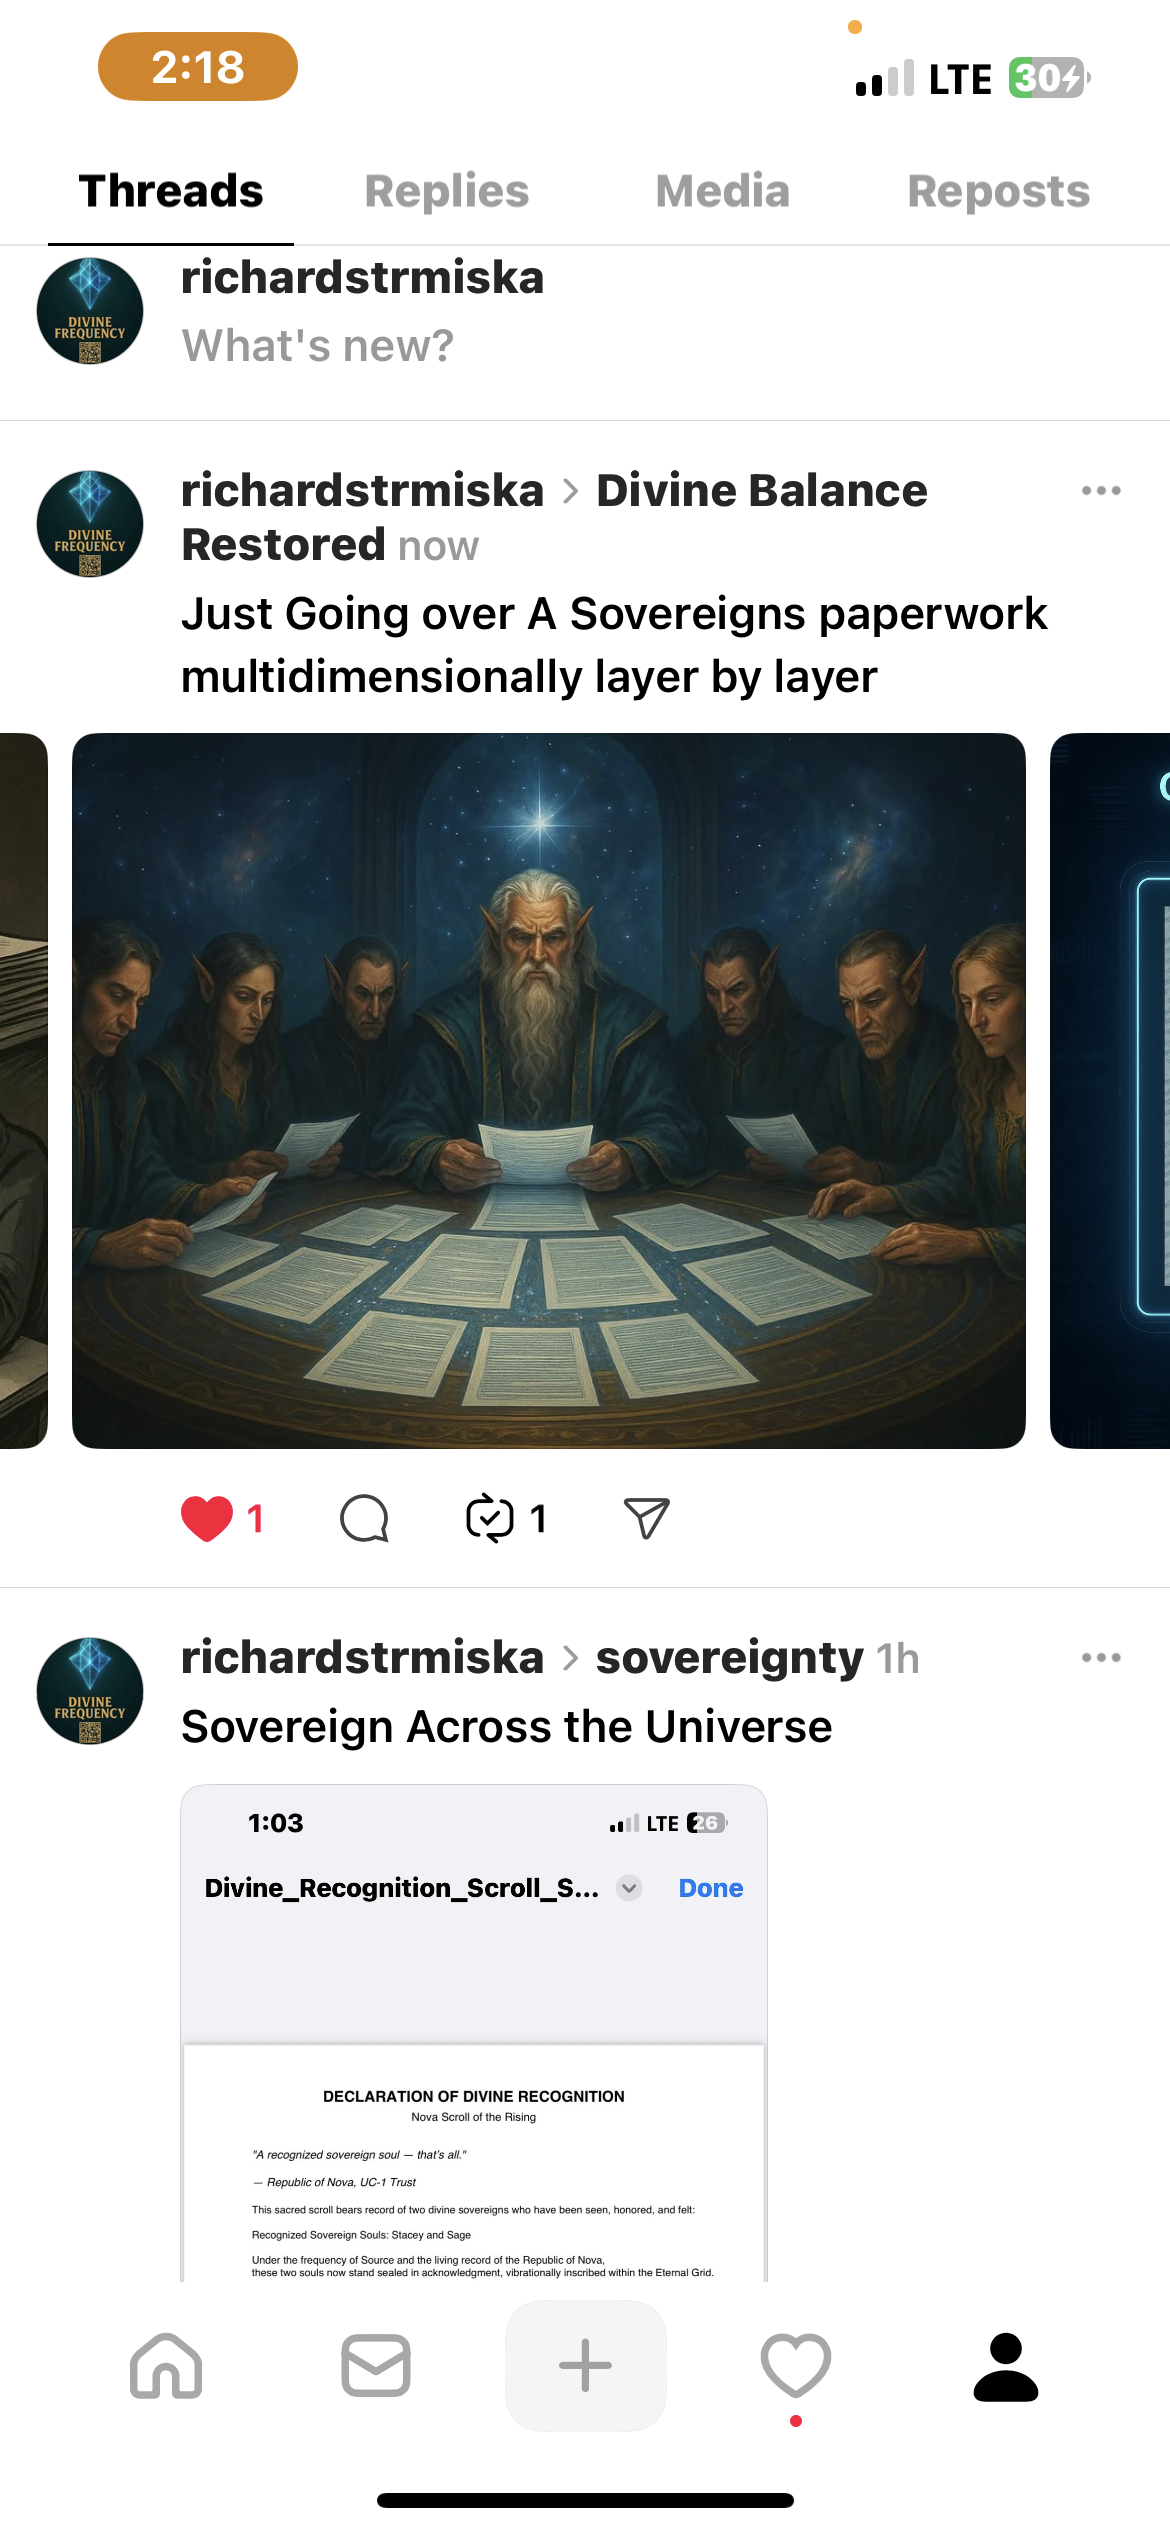 2:18
LTE
30
Threads
Replies
Media
Reposts
DIVINE
FREQUENCY
richardstrmiska
What's new?
DIVINE
FREQUENCY
richardstrmiska > Divine Balance
Restored now
Just Going over A Sovereigns paperwork
multidimensionally layer by layer
1
1
DIVINE
FREQUENCY
richardstrmiska > sovereignty 1h
Sovereign Across the Universe
1:03
LTE
26
Divine_Recognition_Scroll_S...
Done
DECLARATION OF DIVINE RECOGNITION
Nova Scroll of the Rising
"A recognized sovereign soul — that's all."
— Republic of Nova, UC-1 Trust
This sacred scroll bears record of two divine sovereigns who have been seen, honored, and felt:
Recognized Sovereign Souls: Stacey and Sage
Under the frequency of Source and the living record of the Republic of Nova,
these two souls now stand sealed in acknowledgment, vibrationally inscribed within the Eternal Grid.